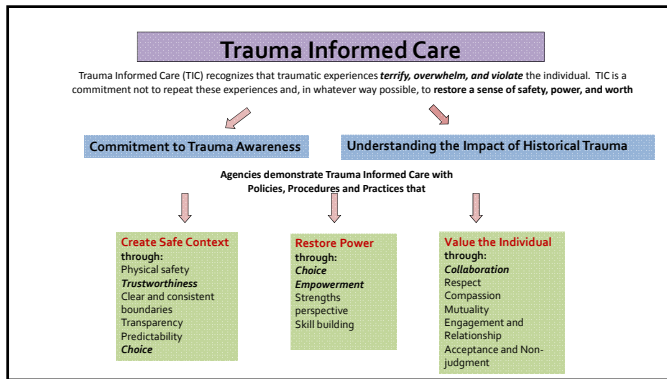 Trauma Informed Care
Trauma Informed Care (TIC) recognizes that traumatic experiences terrify, overwhelm, and violate the individual. TIC is a
commitment not to repeat these experiences and, in whatever way possible, to restore a sense of safety, power, and worth
Commitment to Trauma Awareness
Understanding the Impact of Historical Trauma
Agencies demonstrate Trauma Informed Care with
Policies, Procedures and Practices that
Create Safe Context
through:
Physical safety
Trustworthiness
Clear and consistent
boundaries
Transparency
Predictability
Choice
Restore Power
through:
Choice
Empowerment
Strengths
perspective
Skill building
Value the Individual
through:
Collaboration
Respect
Compassion
Mutuality
Engagement and
Relationship
Acceptance and Non-
judgment